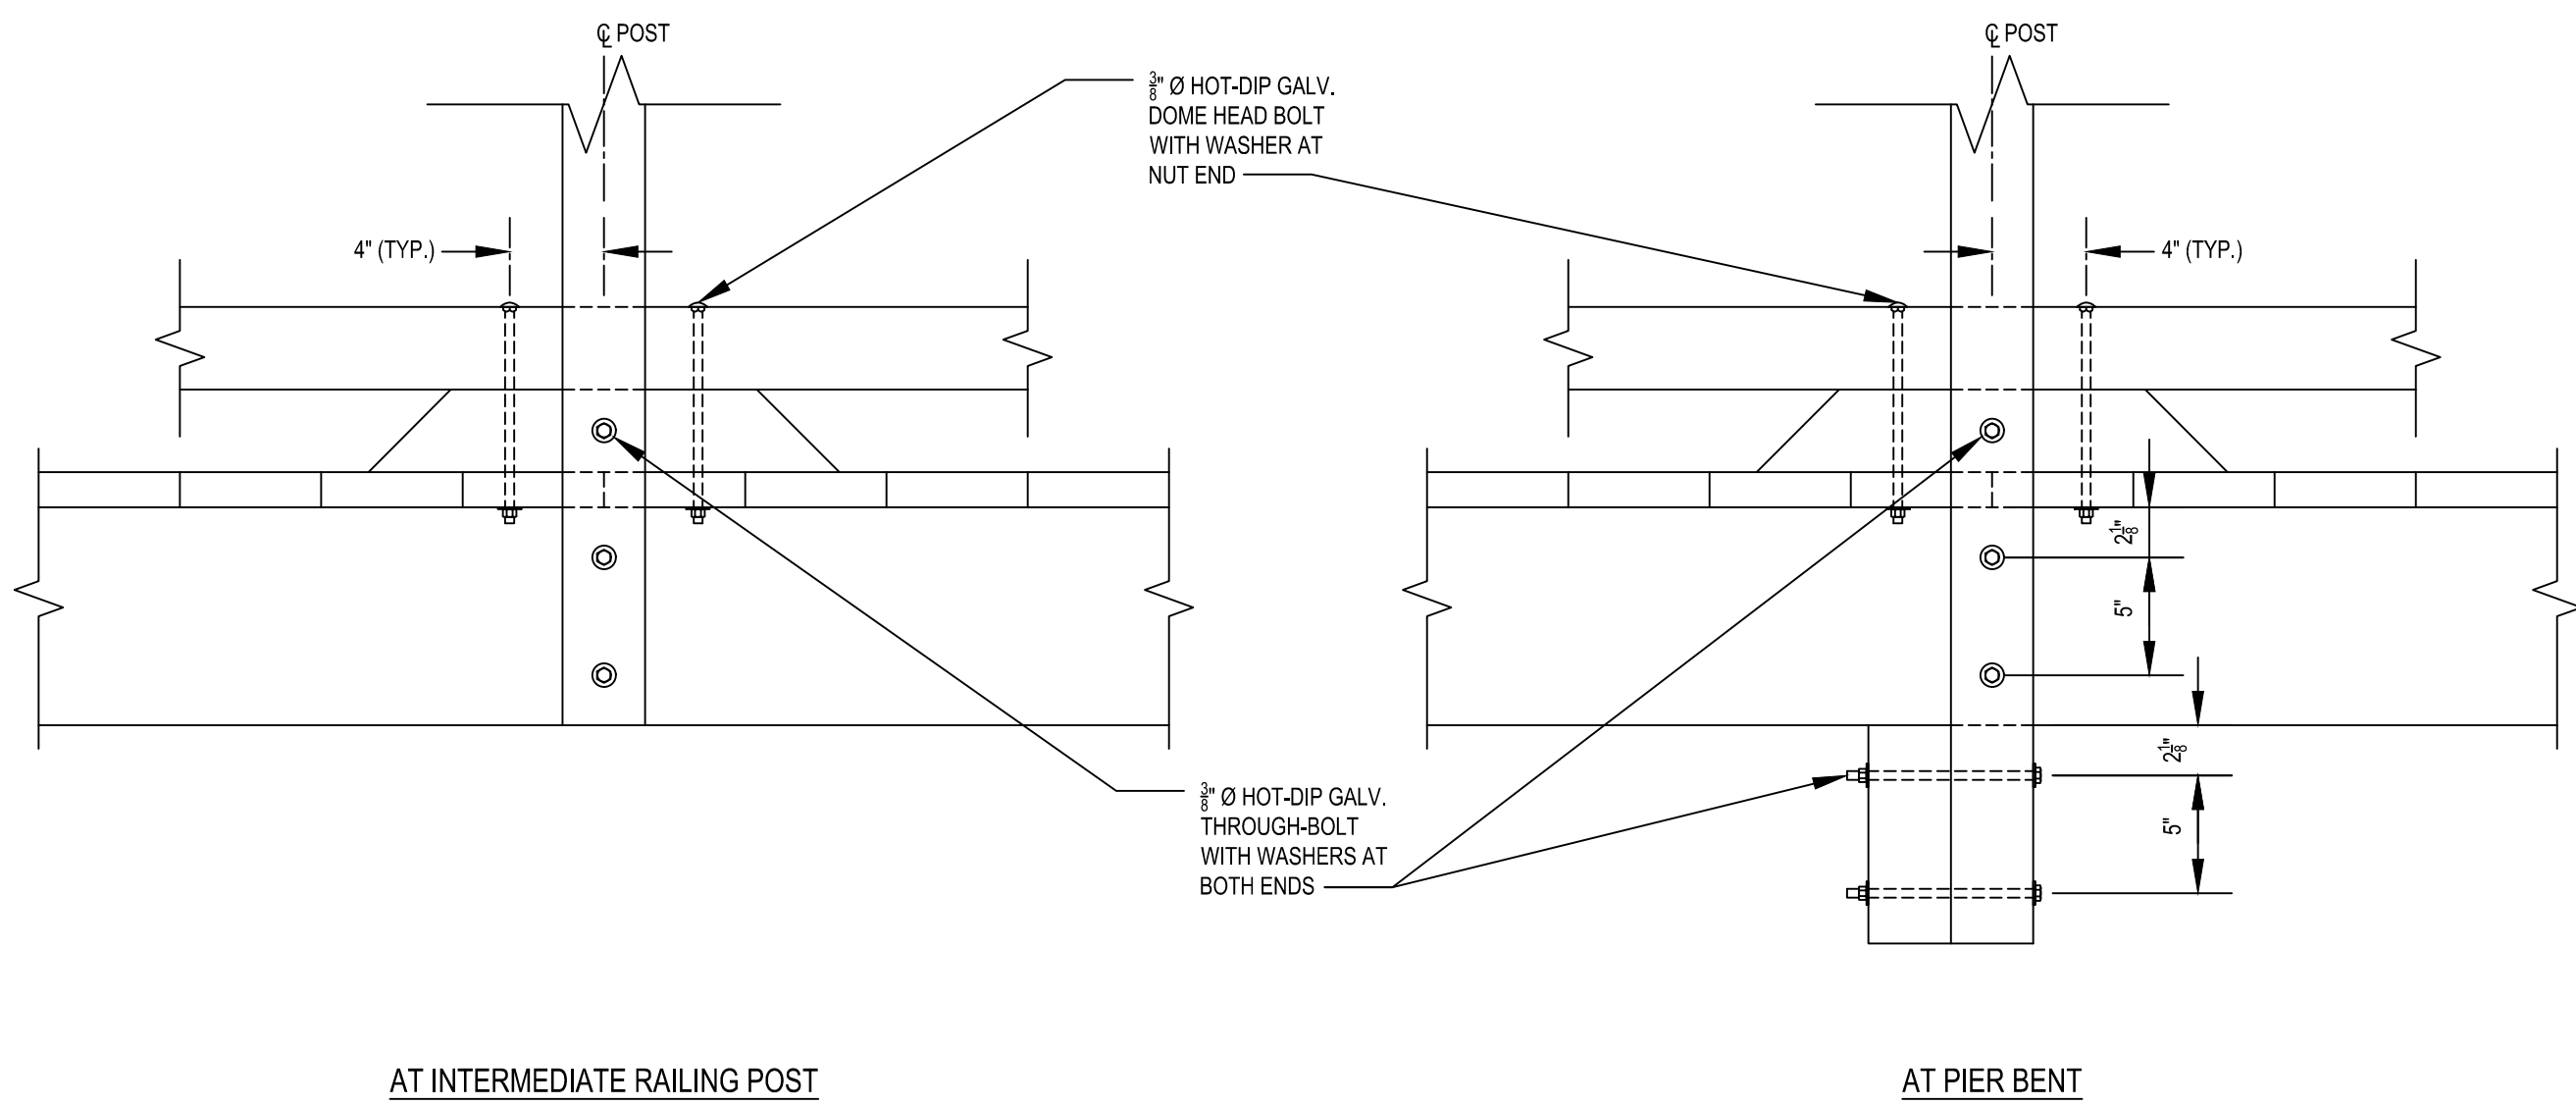 ℄ POST
℄ POST
3/8" Ø HOT-DIP GALV.
DOME HEAD BOLT
WITH WASHER AT
NUT END
4" (TYP.)
4" (TYP.)
2 1/8"
5"
2 1/8"
5"
3/8" Ø HOT-DIP GALV.
THROUGH-BOLT
WITH WASHERS AT
BOTH ENDS
AT INTERMEDIATE RAILING POST
AT PIER BENT